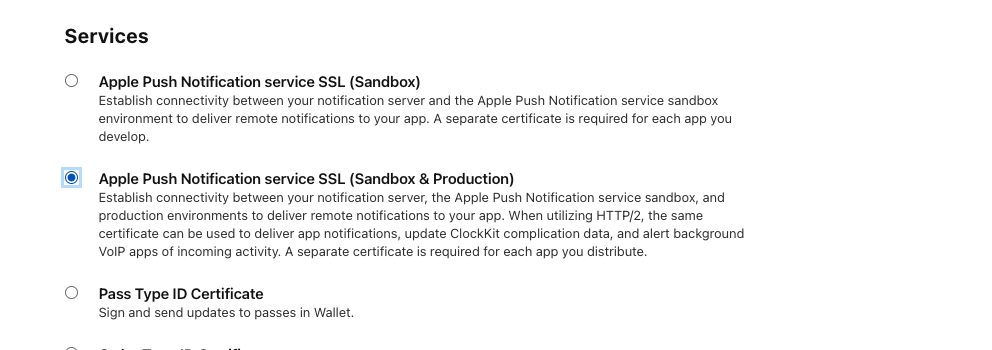 Services
Apple Push Notification service SSL (Sandbox)
Establish connectivity between your notification server and the Apple Push Notification service sandbox
environment to deliver remote notifications to your app. A separate certificate is required for each app you
develop.
Apple Push Notification service SSL (Sandbox & Production)
Establish connectivity between your notification server, the Apple Push Notification service sandbox, and
production environments to deliver remote notifications to your app. When utilizing HTTP/2, the same
certificate can be used to deliver app notifications, update ClockKit complication data, and alert background
VoIP apps of incoming activity. A separate certificate is required for each app you distribute.
Pass Type ID Certificate
Sign and send updates to passes in Wallet.